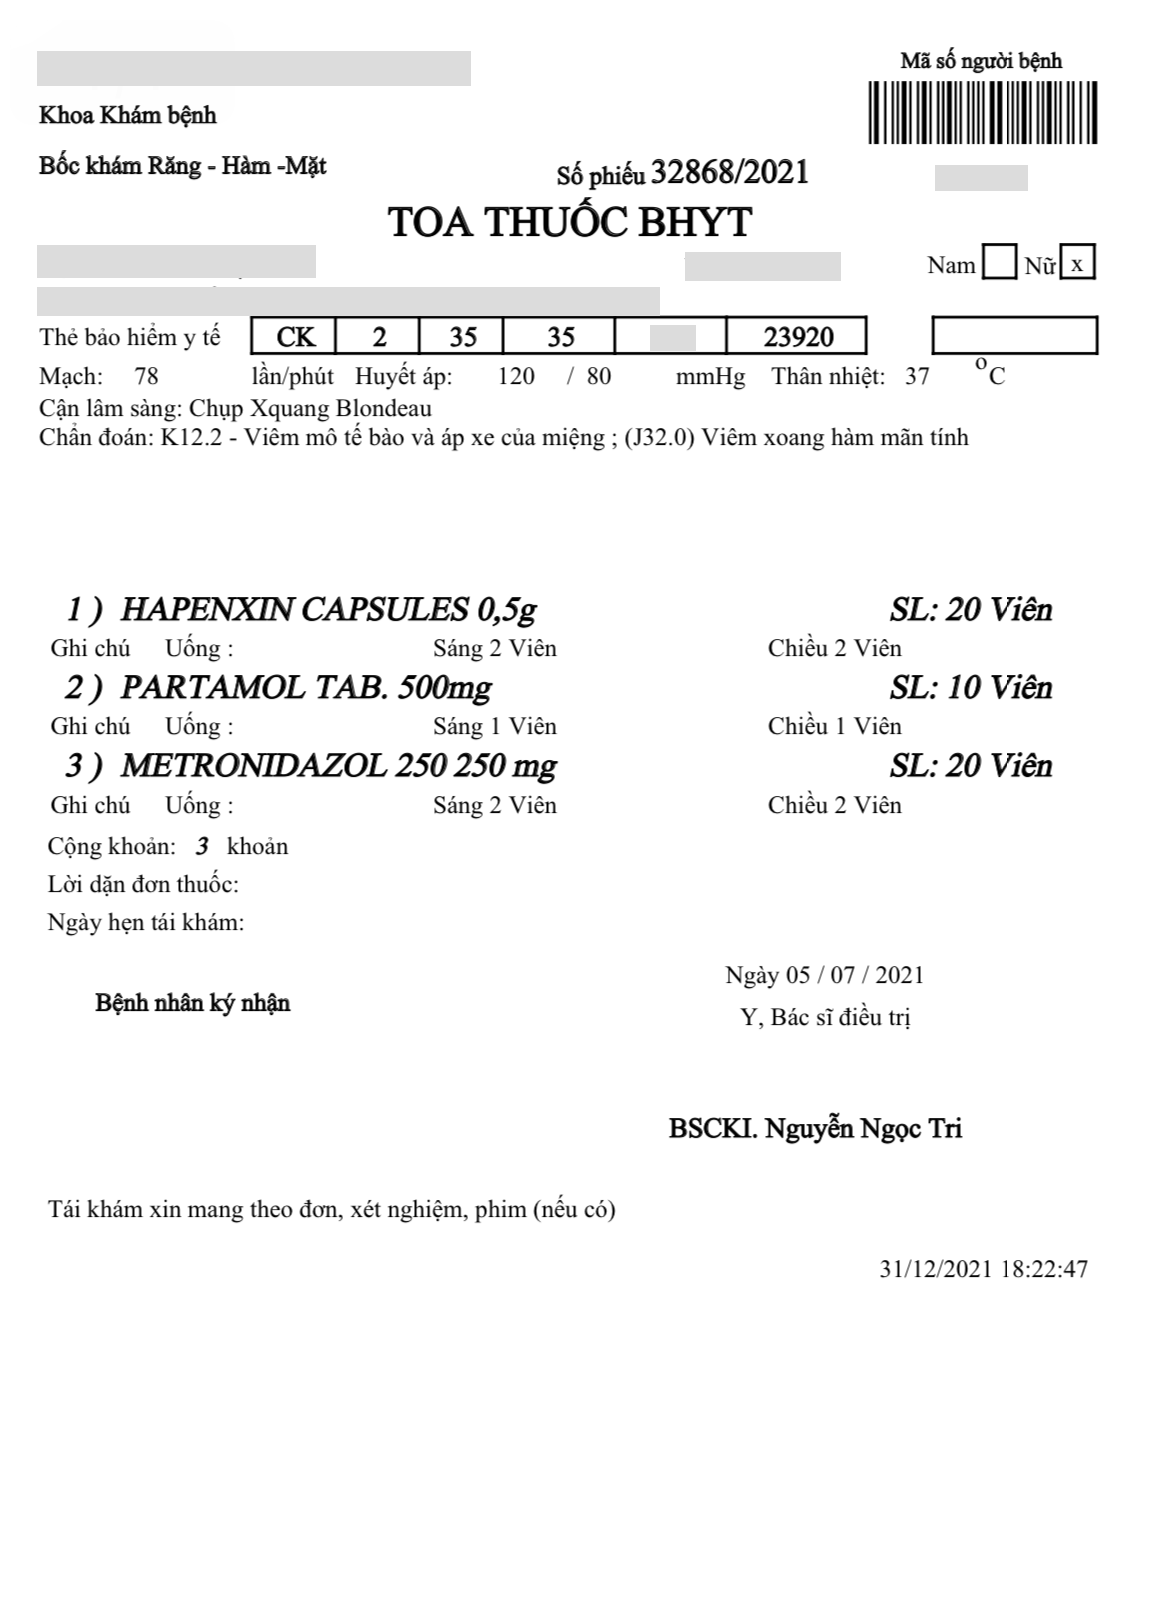 Mã số người bệnh
Khoa Khám bệnh
Bốc khám Răng - Hàm -Mặt
Số phiếu 32868/2021
TOA THUỐC BHYT
Nam Nữ x
Thẻ bảo hiểm y tế CK 2 35 35 23920
Mạch: 78 lần/phút Huyết áp: 120 / 80 mmHg Thân nhiệt: 37 °C
Cận lâm sàng: Chụp Xquang Blondeau
Chẩn đoán: K12.2 - Viêm mô tế bào và áp xe của miệng ; (J32.0) Viêm xoang hàm mãn tính
1 ) HAPENXIN CAPSULES 0,5g SL: 20 Viên
Ghi chú Uống : Sáng 2 Viên Chiều 2 Viên
2 ) PARTAMOL TAB. 500mg SL: 10 Viên
Ghi chú Uống : Sáng 1 Viên Chiều 1 Viên
3 ) METRONIDAZOL 250 250 mg SL: 20 Viên
Ghi chú Uống : Sáng 2 Viên Chiều 2 Viên
Cộng khoản: 3 khoản
Lời dặn đơn thuốc:
Ngày hẹn tái khám:
Ngày 05 / 07 / 2021
Bệnh nhân ký nhận
Y, Bác sĩ điều trị
BSCKI. Nguyễn Ngọc Tri
Tái khám xin mang theo đơn, xét nghiệm, phim (nếu có)
31/12/2021 18:22:47